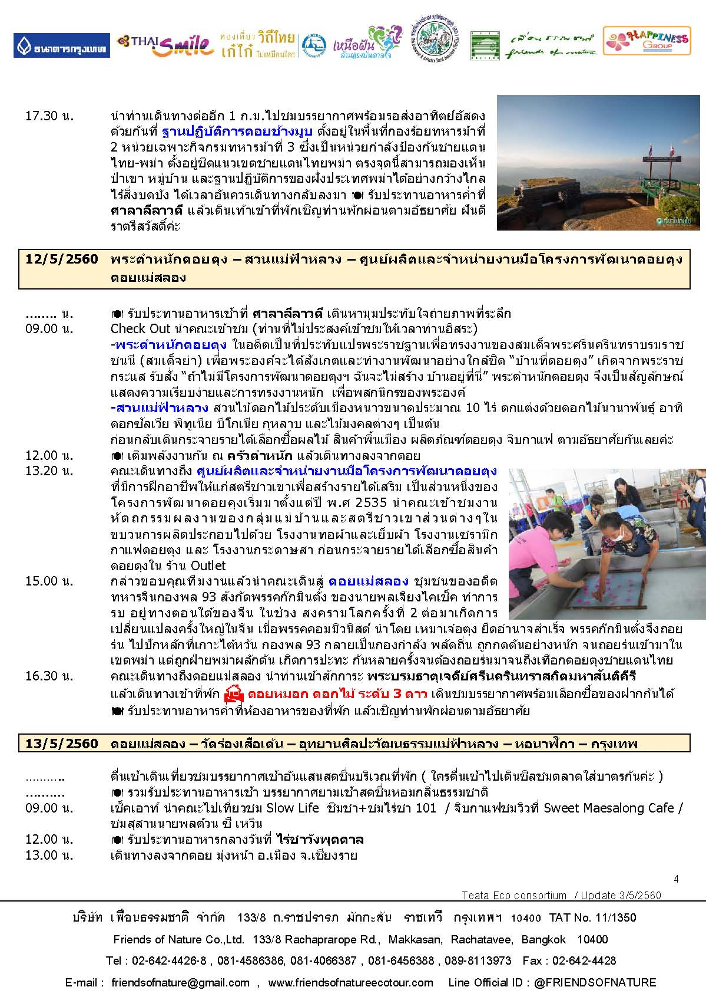 ธนาคารกรุงเทพ
THAI Smile
ท่องเที่ยว วิถีไทย
เก๋ไก๋ ไม่เหมือนใคร
เหนือฝัน
ล้านแรงบันดาลใจ
เพื่อนธรรมชาติ
friends of nature
HAPPINESS
GROUP
17.30 น. นำท่านเดินทางต่ออีก 1 ก.ม.ไปชมบรรยากาศพร้อมรอส่งอาทิตย์อัสดง
ด้วยกันที่ ฐานปฏิบัติการดอยช้างมูบ ตั้งอยู่ในพื้นที่กองร้อยทหารม้าที่
2 หน่วยเฉพาะกิจกรมทหารม้าที่ 3 ซึ่งเป็นหน่วยกำลังป้องกันชายแดน
ไทย-พม่า ตั้งอยู่ชิดแนวเขตชายแดนไทยพม่า ตรงจุดนี้สามารถมองเห็น
ป่าเขา หมู่บ้าน และฐานปฏิบัติการของฝั่งประเทศพม่าได้อย่างกว้างไกล
ไร้สิ่งบดบัง ได้เวลาอันควรเดินทางกลับลงมา 🍽 รับประทานอาหารค่ำที่
ศาลาลีลาวดี แล้วเดินเท้าเข้าที่พักเชิญท่านพักผ่อนตามอัธยาศัย ฝันดี
ราตรีสวัสดิ์ค่ะ
เที่ยวไปกินไป
12/5/2560 พระตำหนักดอยตุง – สวนแม่ฟ้าหลวง – ศูนย์ผลิตและจำหน่ายงานมือโครงการพัฒนาดอยตุง
ดอยแม่สลอง
........ น. 🍽 รับประทานอาหารเช้าที่ ศาลาลีลาวดี เดินหามุมประทับใจถ่ายภาพที่ระลึก
09.00 น. Check Out นำคณะเข้าชม (ท่านที่ไม่ประสงค์เข้าชมให้เวลาท่านอิสระ)
-พระตำหนักดอยตุง ในอดีตเป็นที่ประทับแปรพระราชฐานเพื่อทรงงานของสมเด็จพระศรีนครินทราบรมราช
ชนนี (สมเด็จย่า) เพื่อพระองค์จะได้สังเกตและทำงานพัฒนาอย่างใกล้ชิด “บ้านที่ดอยตุง” เกิดจากพระราช
กระแส รับสั่ง “ถ้าไม่มีโครงการพัฒนาดอยตุงฯ ฉันจะไม่สร้าง บ้านอยู่ที่นี่” พระตำหนักดอยตุง จึงเป็นสัญลักษณ์
แสดงความเรียบง่ายและการทรงงานหนัก เพื่อพสกนิกรของพระองค์
-สวนแม่ฟ้าหลวง สวนไม้ดอกไม้ประดับเมืองหนาวขนาดประมาณ 10 ไร่ ตกแต่งด้วยดอกไม้นานาพันธุ์ อาทิ
ดอกซัลเวีย พิทูเนีย บีโกเนีย กุหลาบ และไม้มงคลต่างๆ เป็นต้น
ก่อนกลับเดินกระจายรายได้เลือกซื้อผลไม้ สินค้าพื้นเมือง ผลิตภัณฑ์ดอยตุง จิบกาแฟ ตามอัธยาศัยกันเลยค่ะ
12.00 น. 🍽 เติมพลังงานกัน ณ ครัวตำหนัก แล้วเดินทางลงจากดอย
13.20 น. คณะเดินทางถึง ศูนย์ผลิตและจำหน่ายงานมือโครงการพัฒนาดอยตุง
ที่มีการฝึกอาชีพให้แก่สตรีชาวเขาเพื่อสร้างรายได้เสริม เป็นส่วนหนึ่งของ
โครงการพัฒนาดอยคุงเริ่มมาตั้งแต่ปี พ.ศ 2535 นำคณะเข้าชมงาน
หัตถกรรมผลงานของกลุ่มแม่บ้านและสตรีชาวเขาส่วนต่างๆใน
ขบวนการผลิตประกอบไปด้วย โรงงานทอผ้าและเย็บผ้า โรงงานเซรามิก
กาแฟดอยตุง และ โรงงานกระดาษสา ก่อนกระจายรายได้เลือกซื้อสินค้า
ดอยตุงใน ร้าน Outlet
15.00 น. กล่าวขอบคุณทีมงานแล้วนำคณะเดินสู่ ดอยแม่สลอง ชุมชนของอดีต
ทหารจีนกองพล 93 สังกัดพรรคก๊กมินตั๋ง ของนายพลเจียงไคเช็ค ทำการ
รบ อยู่ทางตอนใต้ของจีน ในช่วง สงครามโลกครั้งที่ 2 ต่อมาเกิดการ
เปลี่ยนแปลงครั้งใหญ่ในจีน เมื่อพรรคคอมมิวนิสต์ นำโดย เหมาเจ๋อตุง ยึดอำนาจสำเร็จ พรรคก๊กมินตั๋งจึงถอย
ร่น ไปปักหลักที่เกาะไต้หวัน กองพล 93 กลายเป็นกองกำลัง พลัดถิ่น ถูกกดดันอย่างหนัก จนถอยร่นเข้ามาใน
เขตพม่า แต่ถูกฝ่ายพม่าผลักดัน เกิดการปะทะ กันหลายครั้งจนต้องถอยร่นมาจนถึงเทือกดอยตุงชายแดนไทย
16.30 น. คณะเดินทางถึงดอยแม่สลอง นำท่านเข้าสักการะ พระบรมธาตุเจดีย์ศรีนครินทราสถิตมหาสันติคีรี
แล้วเดินทางเข้าที่พัก ดอยหมอก ดอกไม้ ระดับ 3 ดาว เดินชมบรรยากาศพร้อมเลือกซื้อของฝากกันได้
🍽 รับประทานอาหารค่ำที่ห้องอาหารของที่พัก แล้วเชิญท่านพักผ่อนตามอัธยาศัย
13/5/2560 ดอยแม่สลอง – วัดร่องเสือเต้น – อุทยานศิลปะวัฒนธรรมแม่ฟ้าหลวง – หอนาฬิกา – กรุงเทพ
........... ตื่นเช้าเดินเที่ยวชมบรรยากาศเช้าอันแสนสดชื่นบริเวณที่พัก ( ใครตื่นเช้าไปเดินชิลชมตลาดใส่บาตรกันค่ะ )
.......... 🍽 รวมรับประทานอาหารเช้า บรรยากาศยามเช้าสดชื่นหอมกลิ่นธรรมชาติ
09.00 น. เช็คเอาท์ นำคณะไปเที่ยวชม Slow Life ชิมชา+ชมไร่ชา 101 / จิบกาแฟชมวิวที่ Sweet Maesalong Cafe /
ชมสุสานนายพลต้วน ซี เหวิน
12.00 น. 🍽 รับประทานอาหารกลางวันที่ ไร่ชาวังพุดตาล
13.00 น. เดินทางลงจากดอย มุ่งหน้า อ.เมือง จ.เชียงราย
4
Teata Eco consortium / Update 3/5/2560
บริษัท เพื่อนธรรมชาติ จำกัด 133/8 ถ.ราชปรารภ มักกะสัน ราชเทวี กรุงเทพฯ 10400 TAT No. 11/1350
Friends of Nature Co.,Ltd. 133/8 Rachaprarope Rd., Makkasan, Rachatavee, Bangkok 10400
Tel : 02-642-4426-8 , 081-4586386, 081-4066387 , 081-6456388 , 089-8113973 Fax : 02-642-4428
E-mail : friendsofnature@gmail.com , www.friendsofnatureecotour.com Line Official ID : @FRIENDSOFNATURE